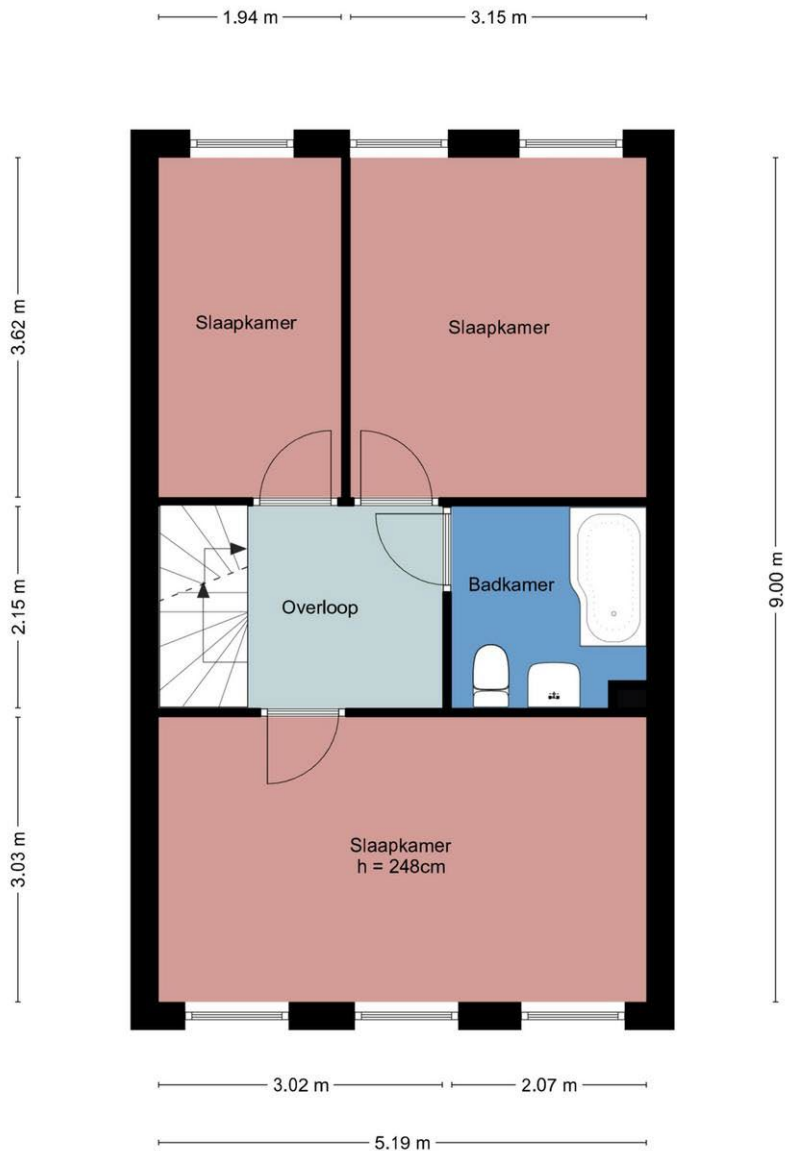 1.94 m
3.15 m
3.62 m
Slaapkamer
Slaapkamer
9.00 m
2.15 m
Overloop
Badkamer
3.03 m
Slaapkamer
h = 248cm
3.02 m
2.07 m
5.19 m